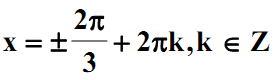 x = ± 2π/3 + 2πk, k ∈ Z